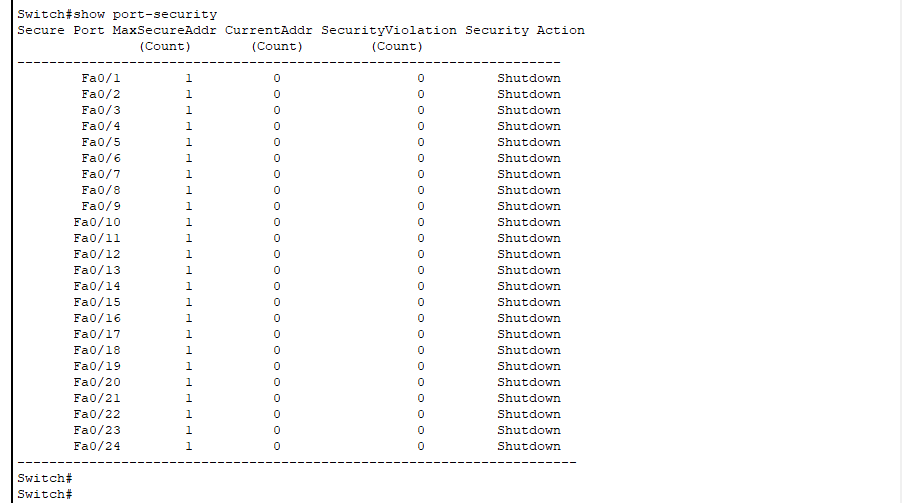 Switch#show port-security
Secure Port MaxSecureAddr CurrentAddr SecurityViolation Security Action
(Count) (Count) (Count)
--------------------------------------------------------------------
Fa0/1 1 0 0 Shutdown
Fa0/2 1 0 0 Shutdown
Fa0/3 1 0 0 Shutdown
Fa0/4 1 0 0 Shutdown
Fa0/5 1 0 0 Shutdown
Fa0/6 1 0 0 Shutdown
Fa0/7 1 0 0 Shutdown
Fa0/8 1 0 0 Shutdown
Fa0/9 1 0 0 Shutdown
Fa0/10 1 0 0 Shutdown
Fa0/11 1 0 0 Shutdown
Fa0/12 1 0 0 Shutdown
Fa0/13 1 0 0 Shutdown
Fa0/14 1 0 0 Shutdown
Fa0/15 1 0 0 Shutdown
Fa0/16 1 0 0 Shutdown
Fa0/17 1 0 0 Shutdown
Fa0/18 1 0 0 Shutdown
Fa0/19 1 0 0 Shutdown
Fa0/20 1 0 0 Shutdown
Fa0/21 1 0 0 Shutdown
Fa0/22 1 0 0 Shutdown
Fa0/23 1 0 0 Shutdown
Fa0/24 1 0 0 Shutdown
----------------------------------------------------------------------
Switch#
Switch#